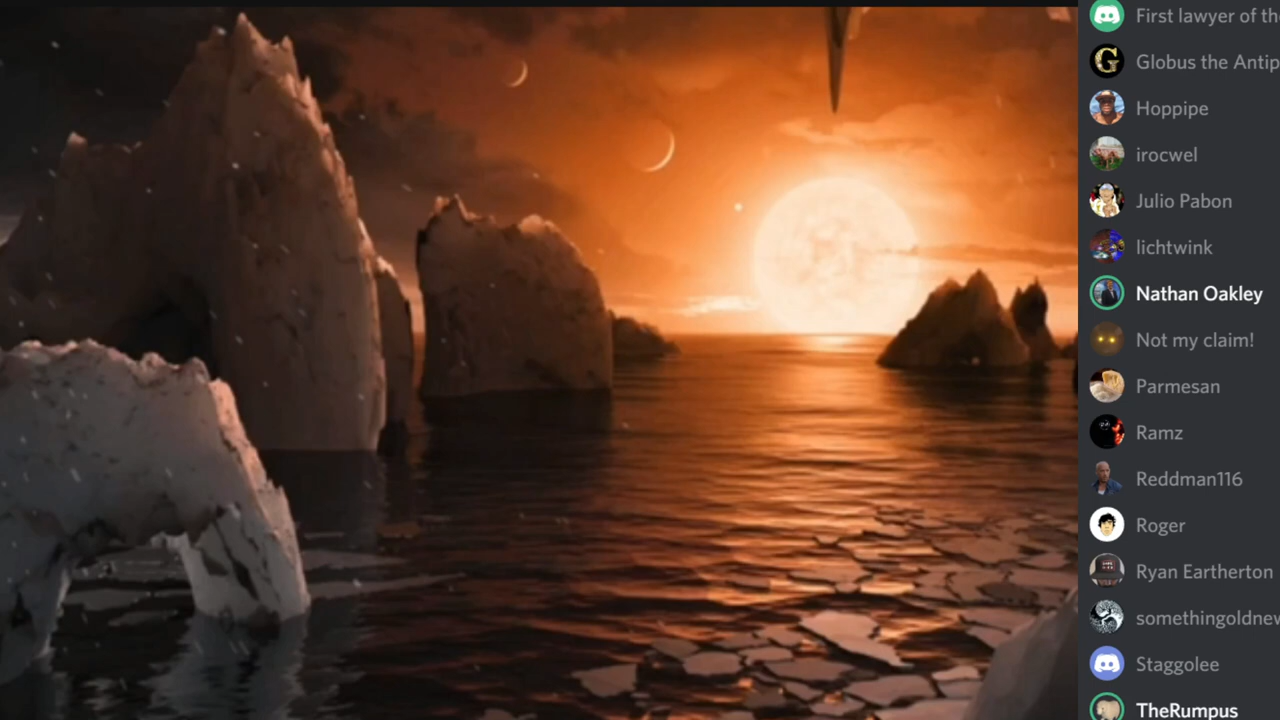 First lawyer of th
G
Globus the Antip
Hoppipe
irocwel
Julio Pabon
lichtwink
Nathan Oakley
Not my claim!
Parmesan
Ramz
Reddman116
Roger
Ryan Eartherton
somethingoldnew
Staggolee
TheRumpus